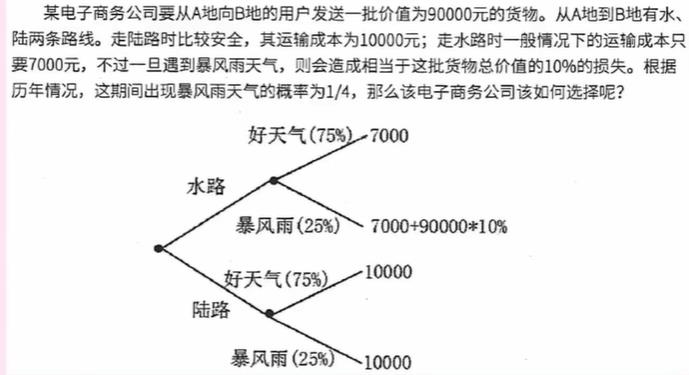 某电子商务公司要从A地向B地的用户发送一批价值为90000元的货物。从A地到B地有水、
陆两条路线。走陆路时比较安全，其运输成本为10000元；走水路时一般情况下的运输成本只
要7000元，不过一旦遇到暴风雨天气，则会造成相当于这批货物总价值的10%的损失。根据
历年情况，这期间出现暴风雨天气的概率为1/4，那么该电子商务公司该如何选择呢？
好天气(75%) 7000
水路
暴风雨(25%) 7000+90000*10%
好天气(75%) 10000
陆路
暴风雨(25%) 10000